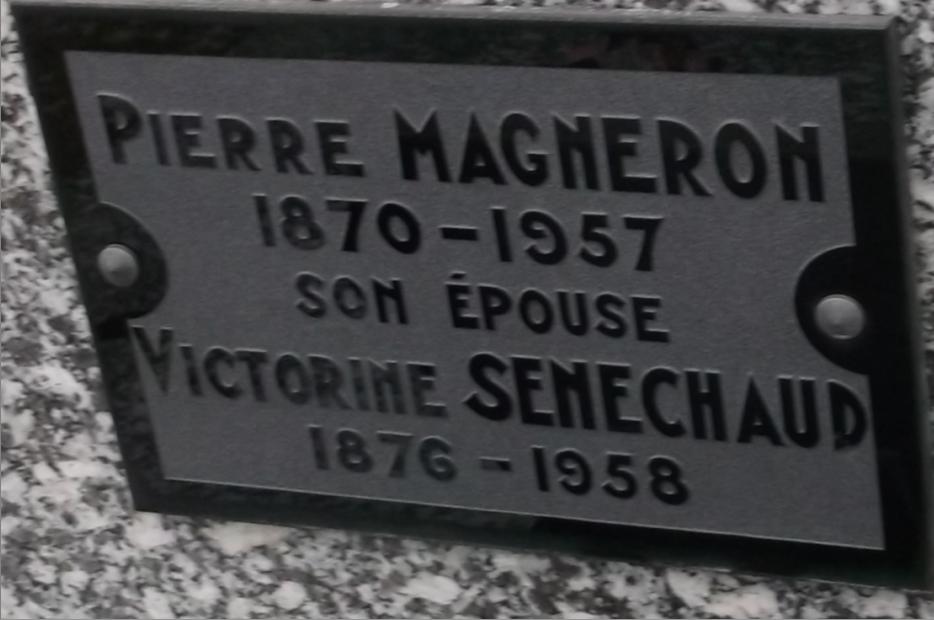 PIERRE MAGNERON
1870-1957
SON ÉPOUSE
VICTORINE SENECHAUD
1876-1958